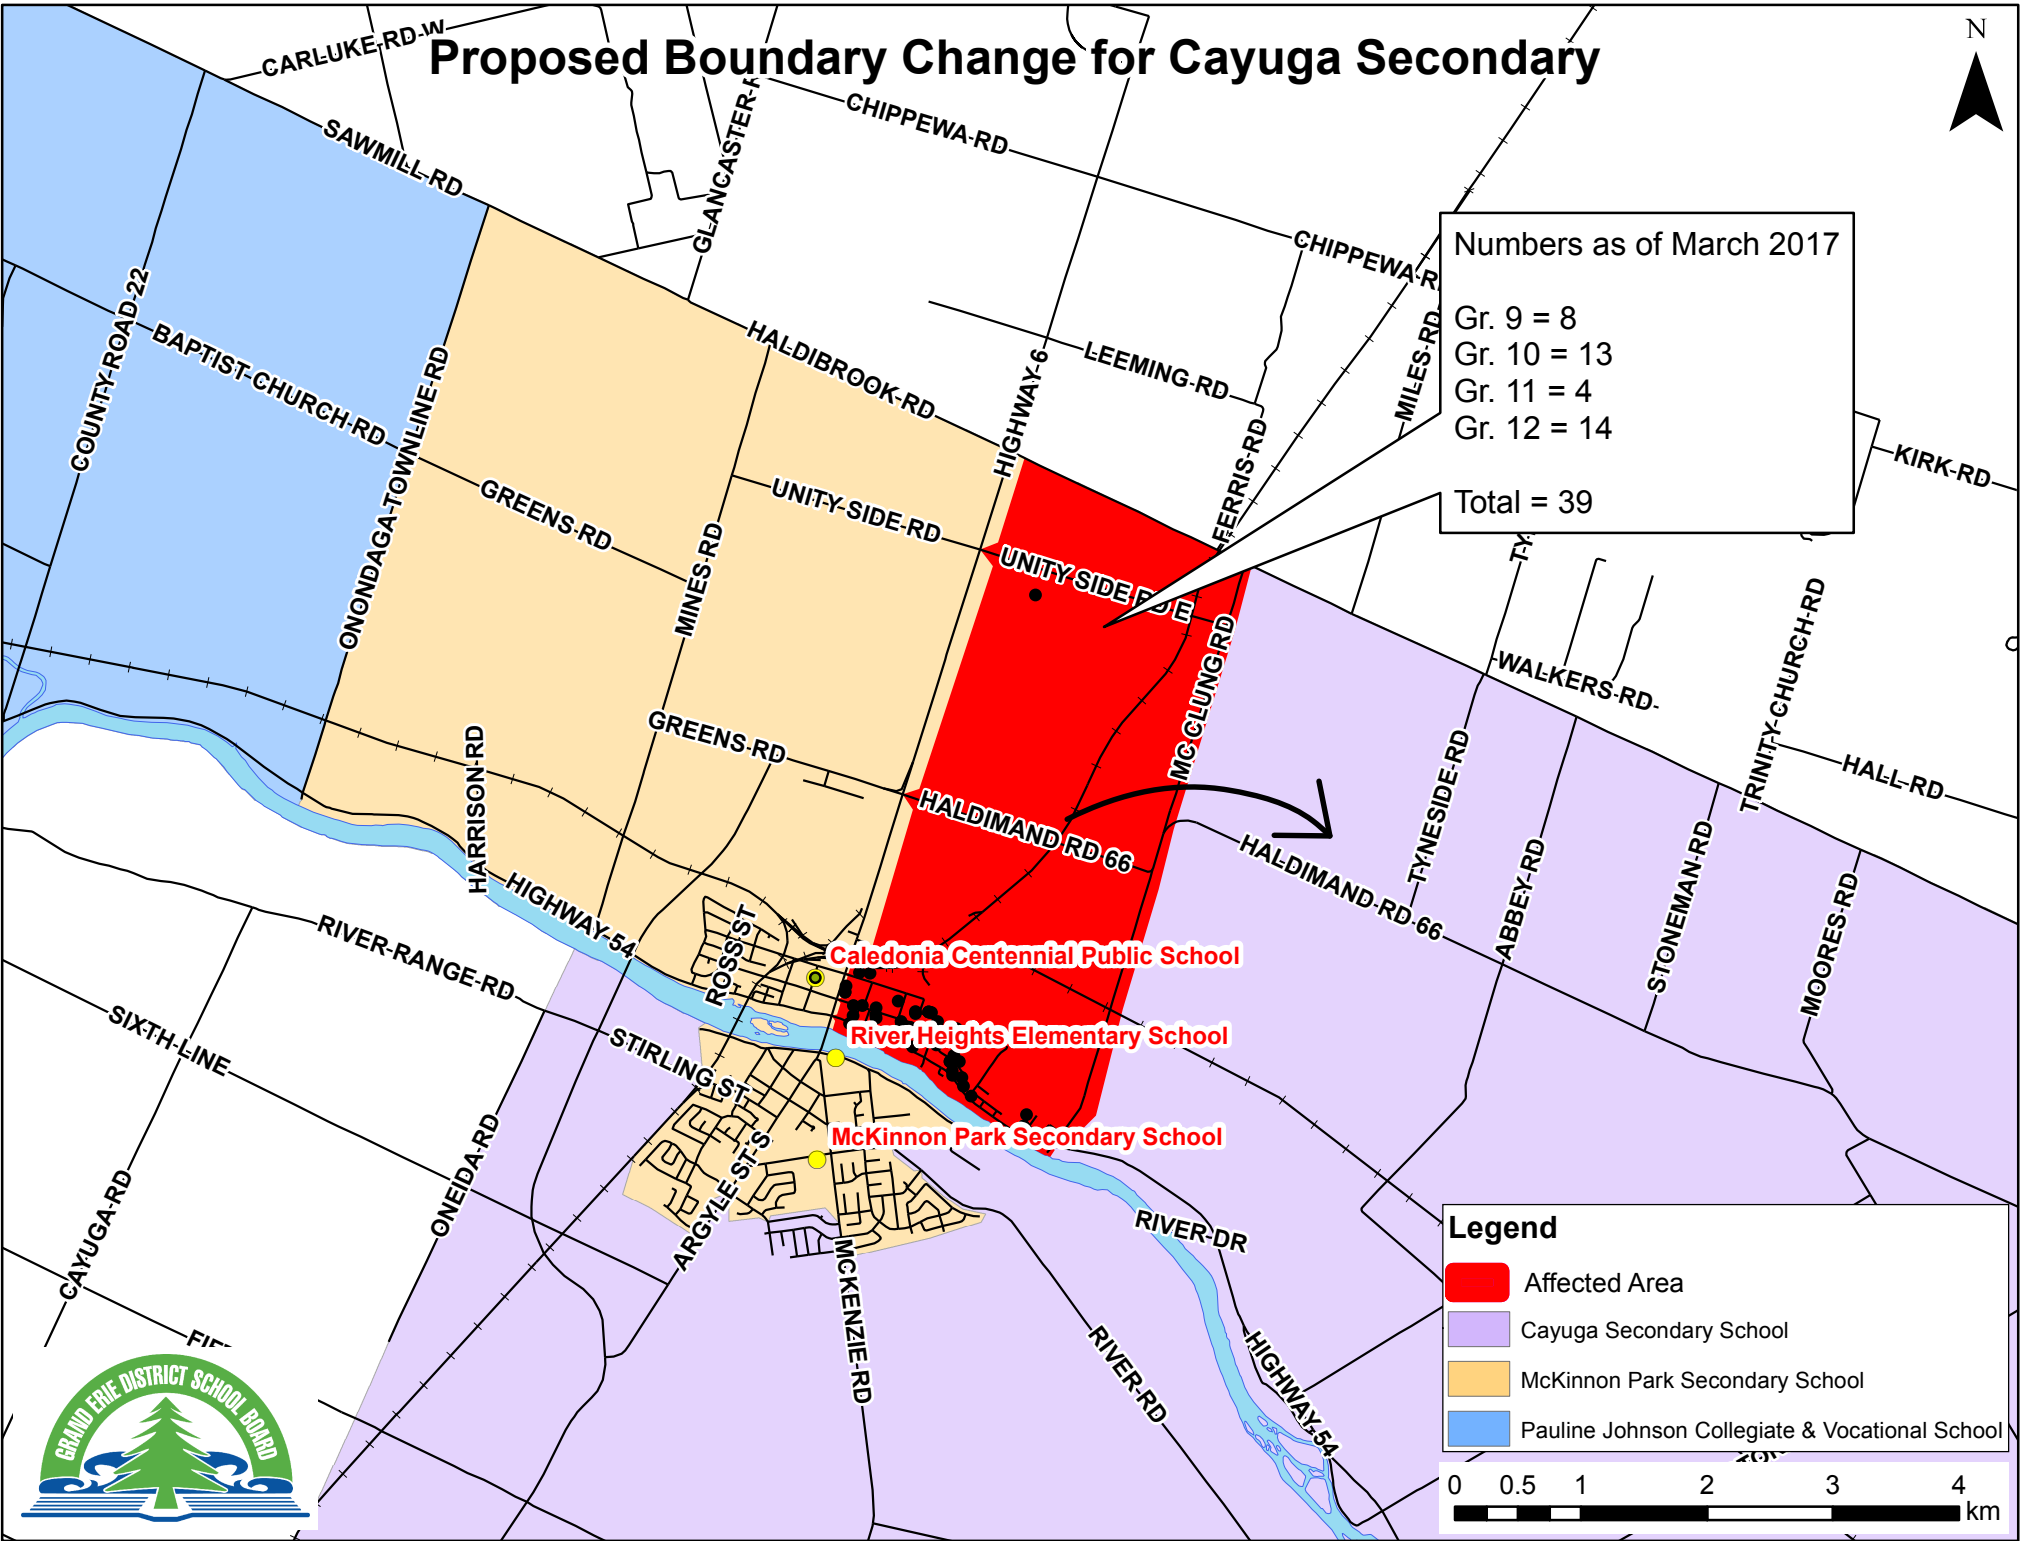 Proposed Boundary Change for Cayuga Secondary
N
CARLUKE-RD-W
SAWMILL-RD
GLANCASTER-R
CHIPPEWA-RD
CHIPPEWA-R
Numbers as of March 2017
Gr. 9 = 8
Gr. 10 = 13
Gr. 11 = 4
Gr. 12 = 14
Total = 39
COUNTY-ROAD-22
BAPTIST-CHURCH-RD
ONONDAGA-TOWNLINE-RD
HALDIBROOK-RD
HIGHWAY-6
LEEMING-RD
MILES-RD
FERRIS-RD
KIRK-RD
GREENS-RD
UNITY-SIDE-RD
MINES-RD
UNITY SIDE RD E
TY
MC CLUNG RD
WALKERS-RD-
TRINITY-CHURCH-RD
HALL-RD
GREENS-RD
HARRISON-RD
HALDIMAND RD 66
HALDIMAND-RD-66
TYNESIDE-RD
ABBEY-RD
STONEMAN-RD
MOORES-RD
HIGHWAY-54
RIVER-RANGE-RD
ROSS-ST
Caledonia Centennial Public School
River Heights Elementary School
SIXTH-LINE
STIRLING-ST
McKinnon Park Secondary School
CAYUGA-RD
ONEIDA-RD
ARGYLE-ST-S
MCKENZIE-RD
RIVER-DR
RIVER-RD
HIGHWAY-54
GRAND ERIE DISTRICT SCHOOL BOARD
Legend
Affected Area
Cayuga Secondary School
McKinnon Park Secondary School
Pauline Johnson Collegiate & Vocational School
0 0.5 1 2 3 4
km